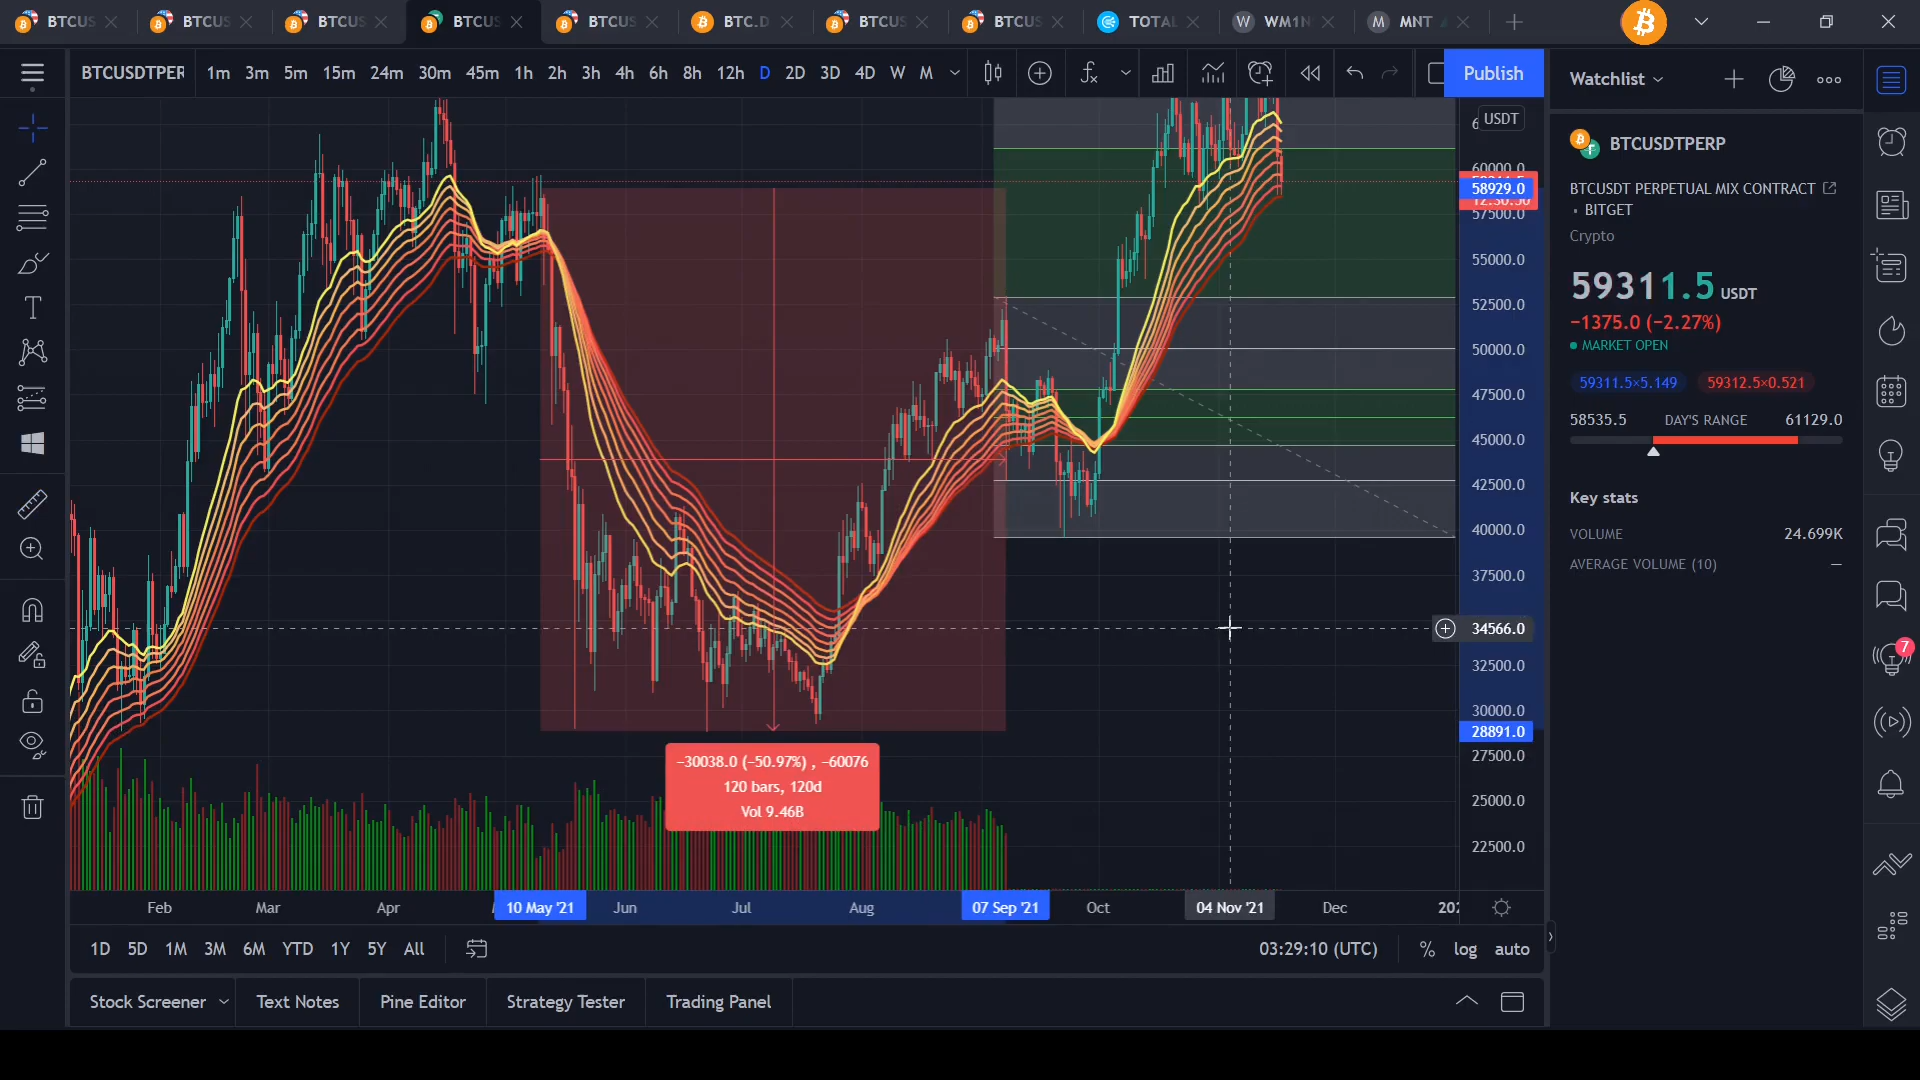 BTCUS
BTCUS
BTCUS
BTCUS
BTCUS
BTC.D
BTCUS
BTCUS
TOTAL
W WM1N
M MNT
BTCUSDTPER 1m 3m 5m 15m 24m 30m 45m 1h 2h 3h 4h 6h 8h 12h D 2D 3D 4D W M
Publish
USDT
60000.0
58929.0
12:30:50
57500.0
55000.0
52500.0
50000.0
47500.0
45000.0
42500.0
40000.0
37500.0
34566.0
32500.0
30000.0
28891.0
27500.0
25000.0
22500.0
−30038.0 (−50.97%) , −60076
120 bars, 120d
Vol 9.46B
Feb Mar Apr 10 May '21 Jun Jul Aug 07 Sep '21 Oct 04 Nov '21 Dec 202
1D 5D 1M 3M 6M YTD 1Y 5Y All
03:29:10 (UTC) % log auto
Stock Screener Text Notes Pine Editor Strategy Tester Trading Panel
Watchlist
BTCUSDTPERP
BTCUSDT PERPETUAL MIX CONTRACT
• BITGET
Crypto
59311.5 USDT
−1375.0 (−2.27%)
MARKET OPEN
59311.5×5.149 59312.5×0.521
58535.5 DAY'S RANGE 61129.0
Key stats
VOLUME 24.699K
AVERAGE VOLUME (10) —
7